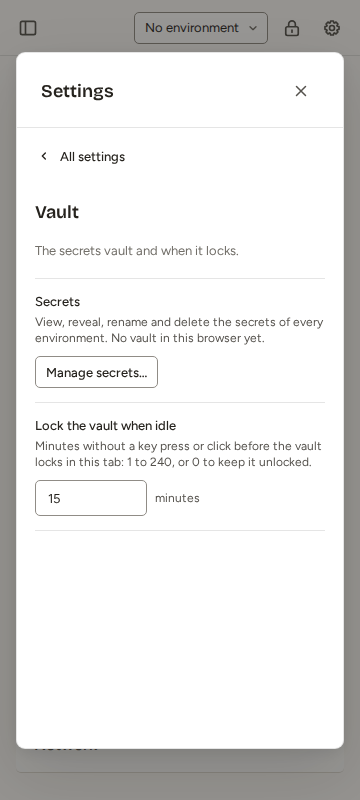 No environment
Settings
All settings
Vault
The secrets vault and when it locks.
Secrets
View, reveal, rename and delete the secrets of every
environment. No vault in this browser yet.
Manage secrets...
Lock the vault when idle
Minutes without a key press or click before the vault
locks in this tab: 1 to 240, or 0 to keep it unlocked.
15 minutes